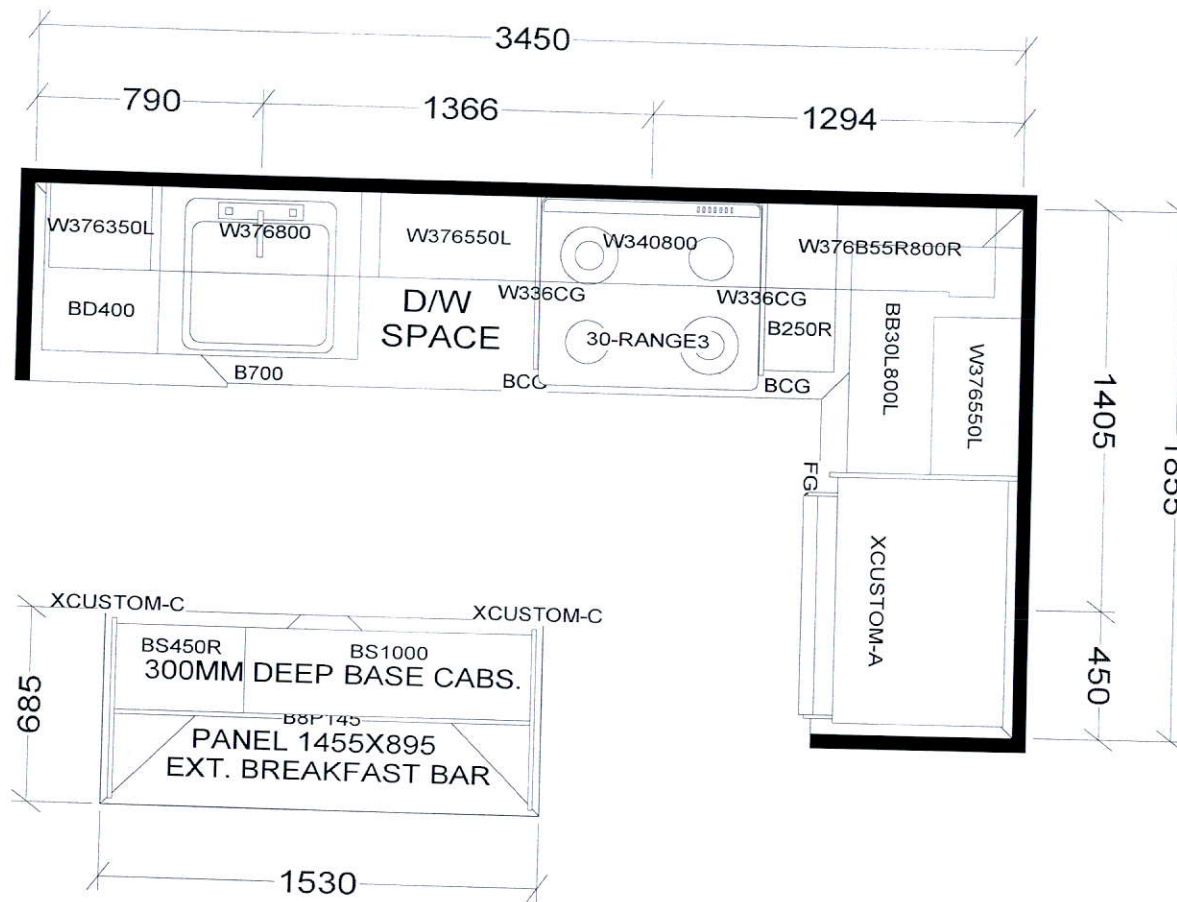 3450
790
1366
1294
W376350L
W376800
W376550L
W340800
W376B55R800R
W336CG
W336CG
BD400
D/W
SPACE
30-RANGE3
B250R
BB30L800L
W376550L
B700
BCG
BCG
FG
XCUSTOM-A
1405
1855
450
XCUSTOM-C
XCUSTOM-C
BS450R
BS1000
300MM DEEP BASE CABS.
685
B8P145
PANEL 1455X895
EXT. BREAKFAST BAR
1530